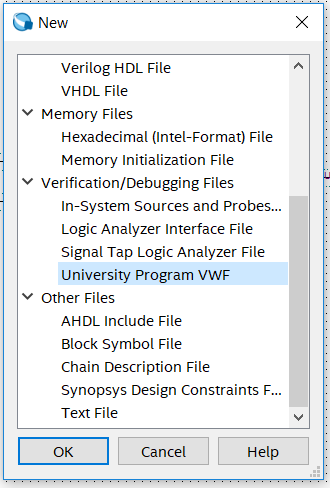 New
Verilog HDL File
VHDL File
Memory Files
Hexadecimal (Intel-Format) File
Memory Initialization File
Verification/Debugging Files
In-System Sources and Probes...
Logic Analyzer Interface File
Signal Tap Logic Analyzer File
University Program VWF
Other Files
AHDL Include File
Block Symbol File
Chain Description File
Synopsys Design Constraints F...
Text File
OK Cancel Help